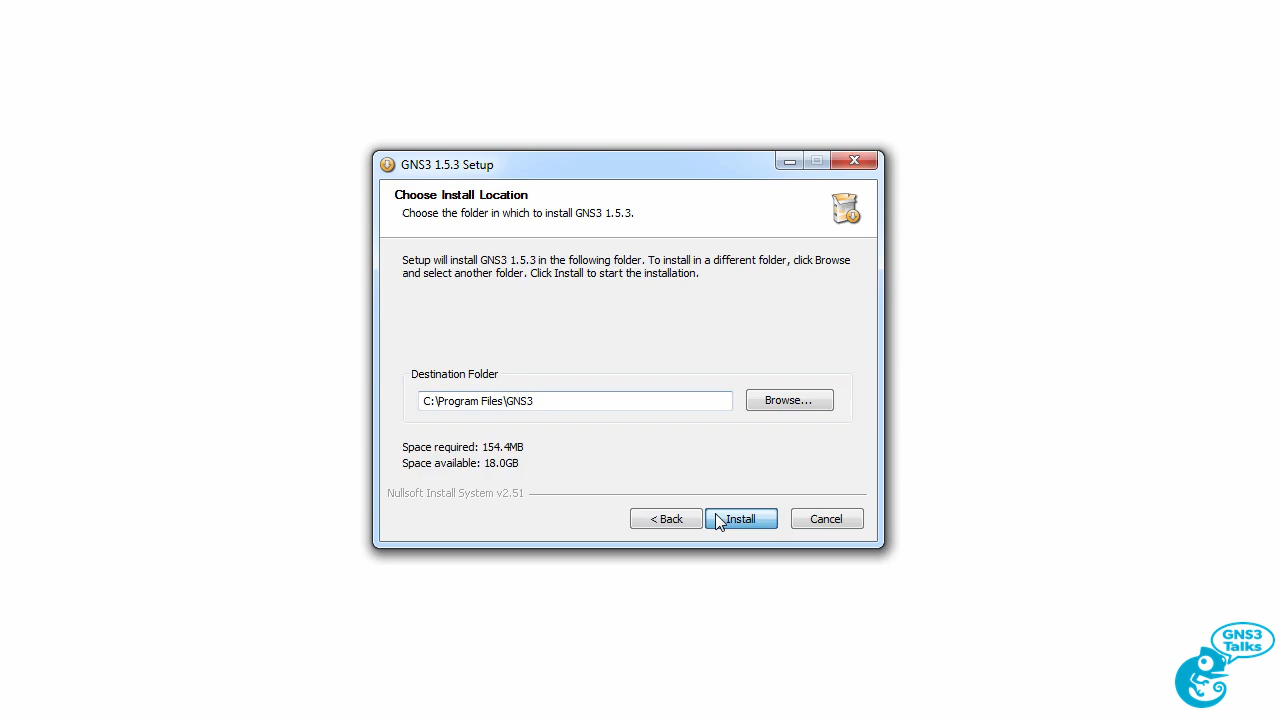 GNS3 1.5.3 Setup
Choose Install Location
Choose the folder in which to install GNS3 1.5.3.
Setup will install GNS3 1.5.3 in the following folder. To install in a different folder, click Browse
and select another folder. Click Install to start the installation.
Destination Folder
C:\Program Files\GNS3
Browse...
Space required: 154.4MB
Space available: 18.0GB
Nullsoft Install System v2.51
< Back
Install
Cancel
GNS3
Talks